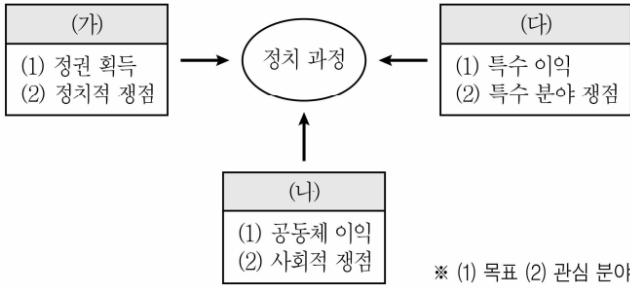 (가)
(1) 정권 획득
(2) 정치적 쟁점
정치 과정
(다)
(1) 특수 이익
(2) 특수 분야 쟁점
(나)
(1) 공동체 이익
(2) 사회적 쟁점
※ (1) 목표 (2) 관심 분야